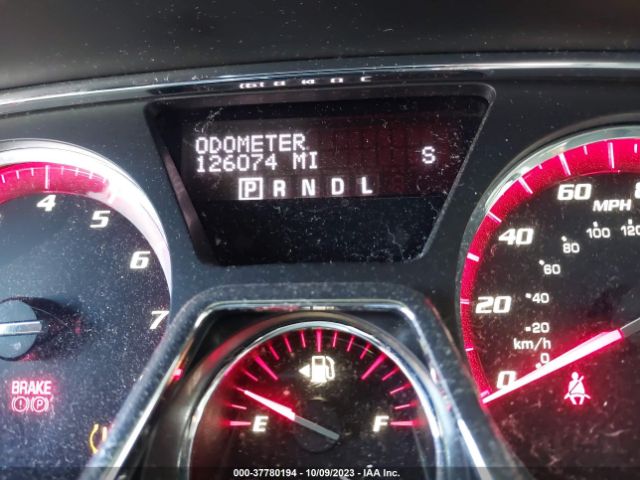 ODOMETER
126074 MI S
P R N D L
4
5
6
7
BRAKE
P
E F
60
MPH
40
20
0
120
100
80
60
40
20
km/h
0
000-37780194 - 10/09/2023 - IAA Inc.